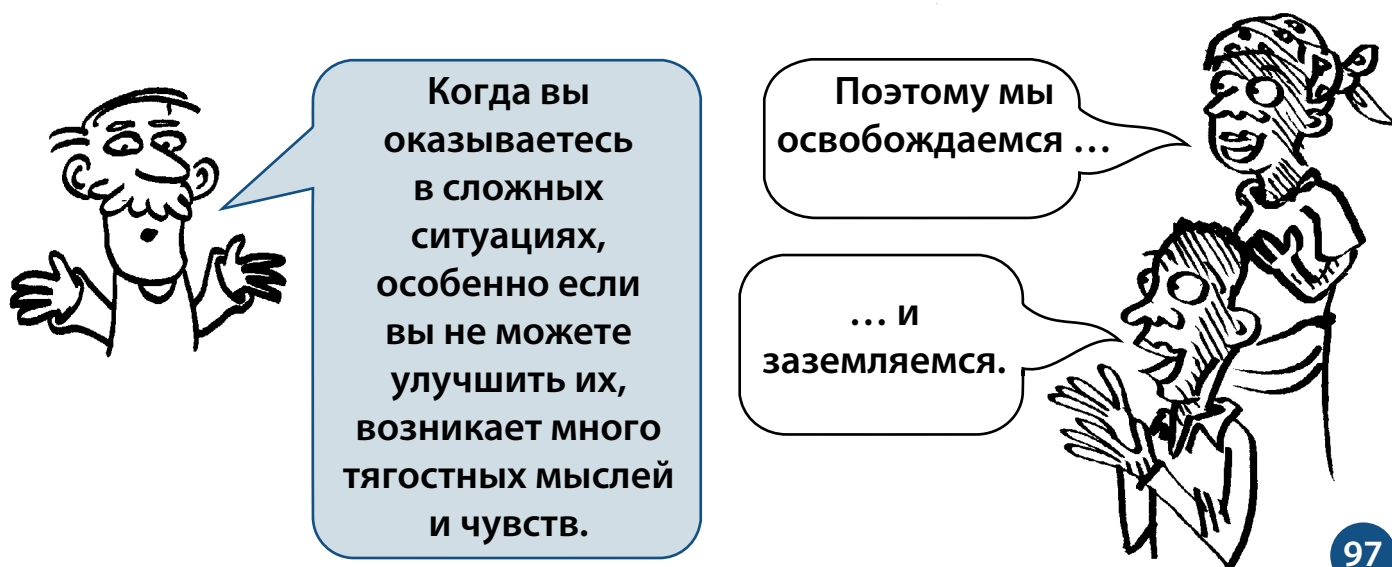 Когда вы
оказываетесь
в сложных
ситуациях,
особенно если
вы не можете
улучшить их,
возникает много
тягостных мыслей
и чувств.
Поэтому мы
освобождаемся …
… и
заземляемся.
97